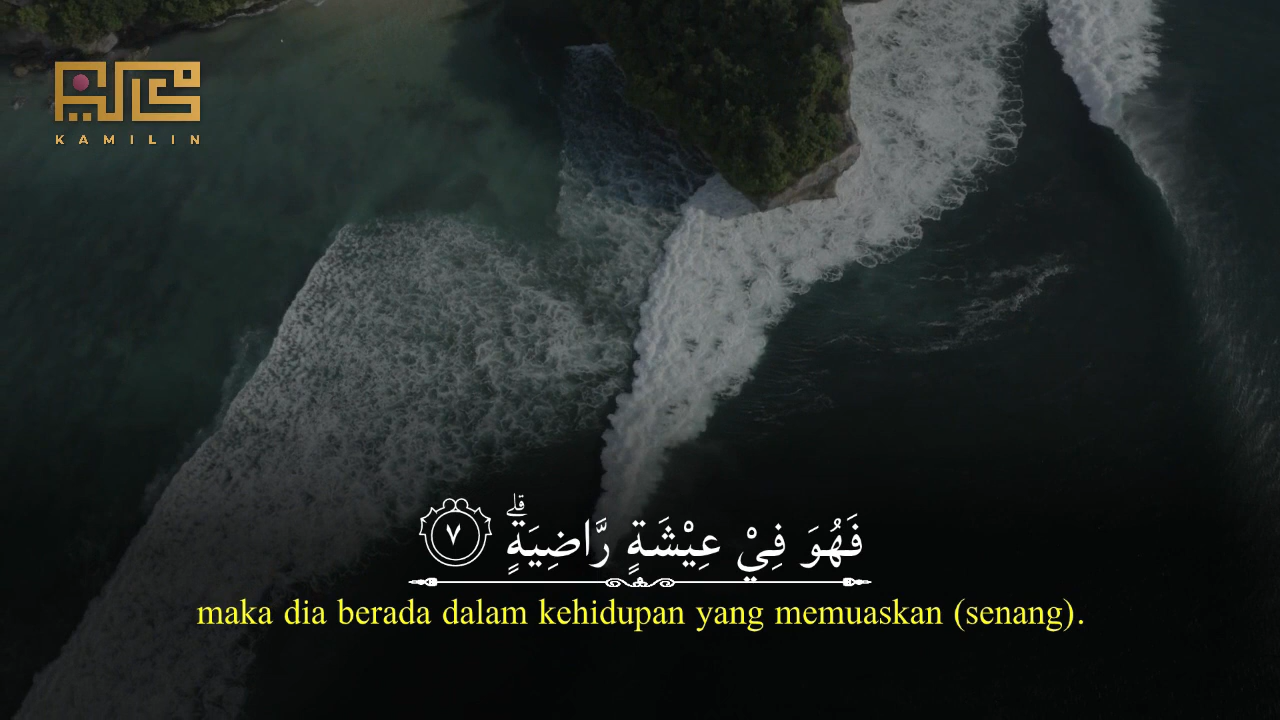 KAMILIN
فَهُوَ فِيْ عِيْشَةٍ رَّاضِيَةٍۗ ٧
maka dia berada dalam kehidupan yang memuaskan (senang).